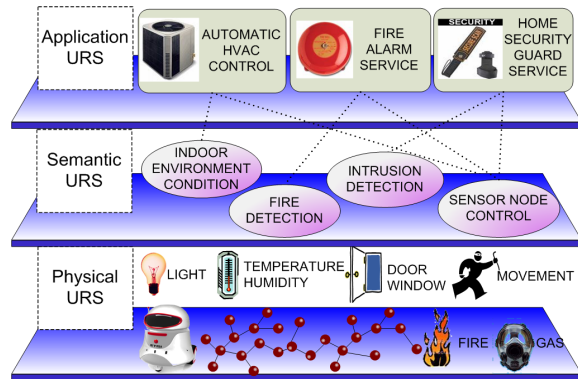 Application
URS
AUTOMATIC
HVAC
CONTROL
FIRE
ALARM
SERVICE
SECURITY
HOME
SECURITY
GUARD
SERVICE
Semantic
URS
INDOOR
ENVIRONMENT
CONDITION
FIRE
DETECTION
INTRUSION
DETECTION
SENSOR NODE
CONTROL
Physical
URS
LIGHT
TEMPERATURE
HUMIDITY
DOOR
WINDOW
MOVEMENT
FIRE
GAS